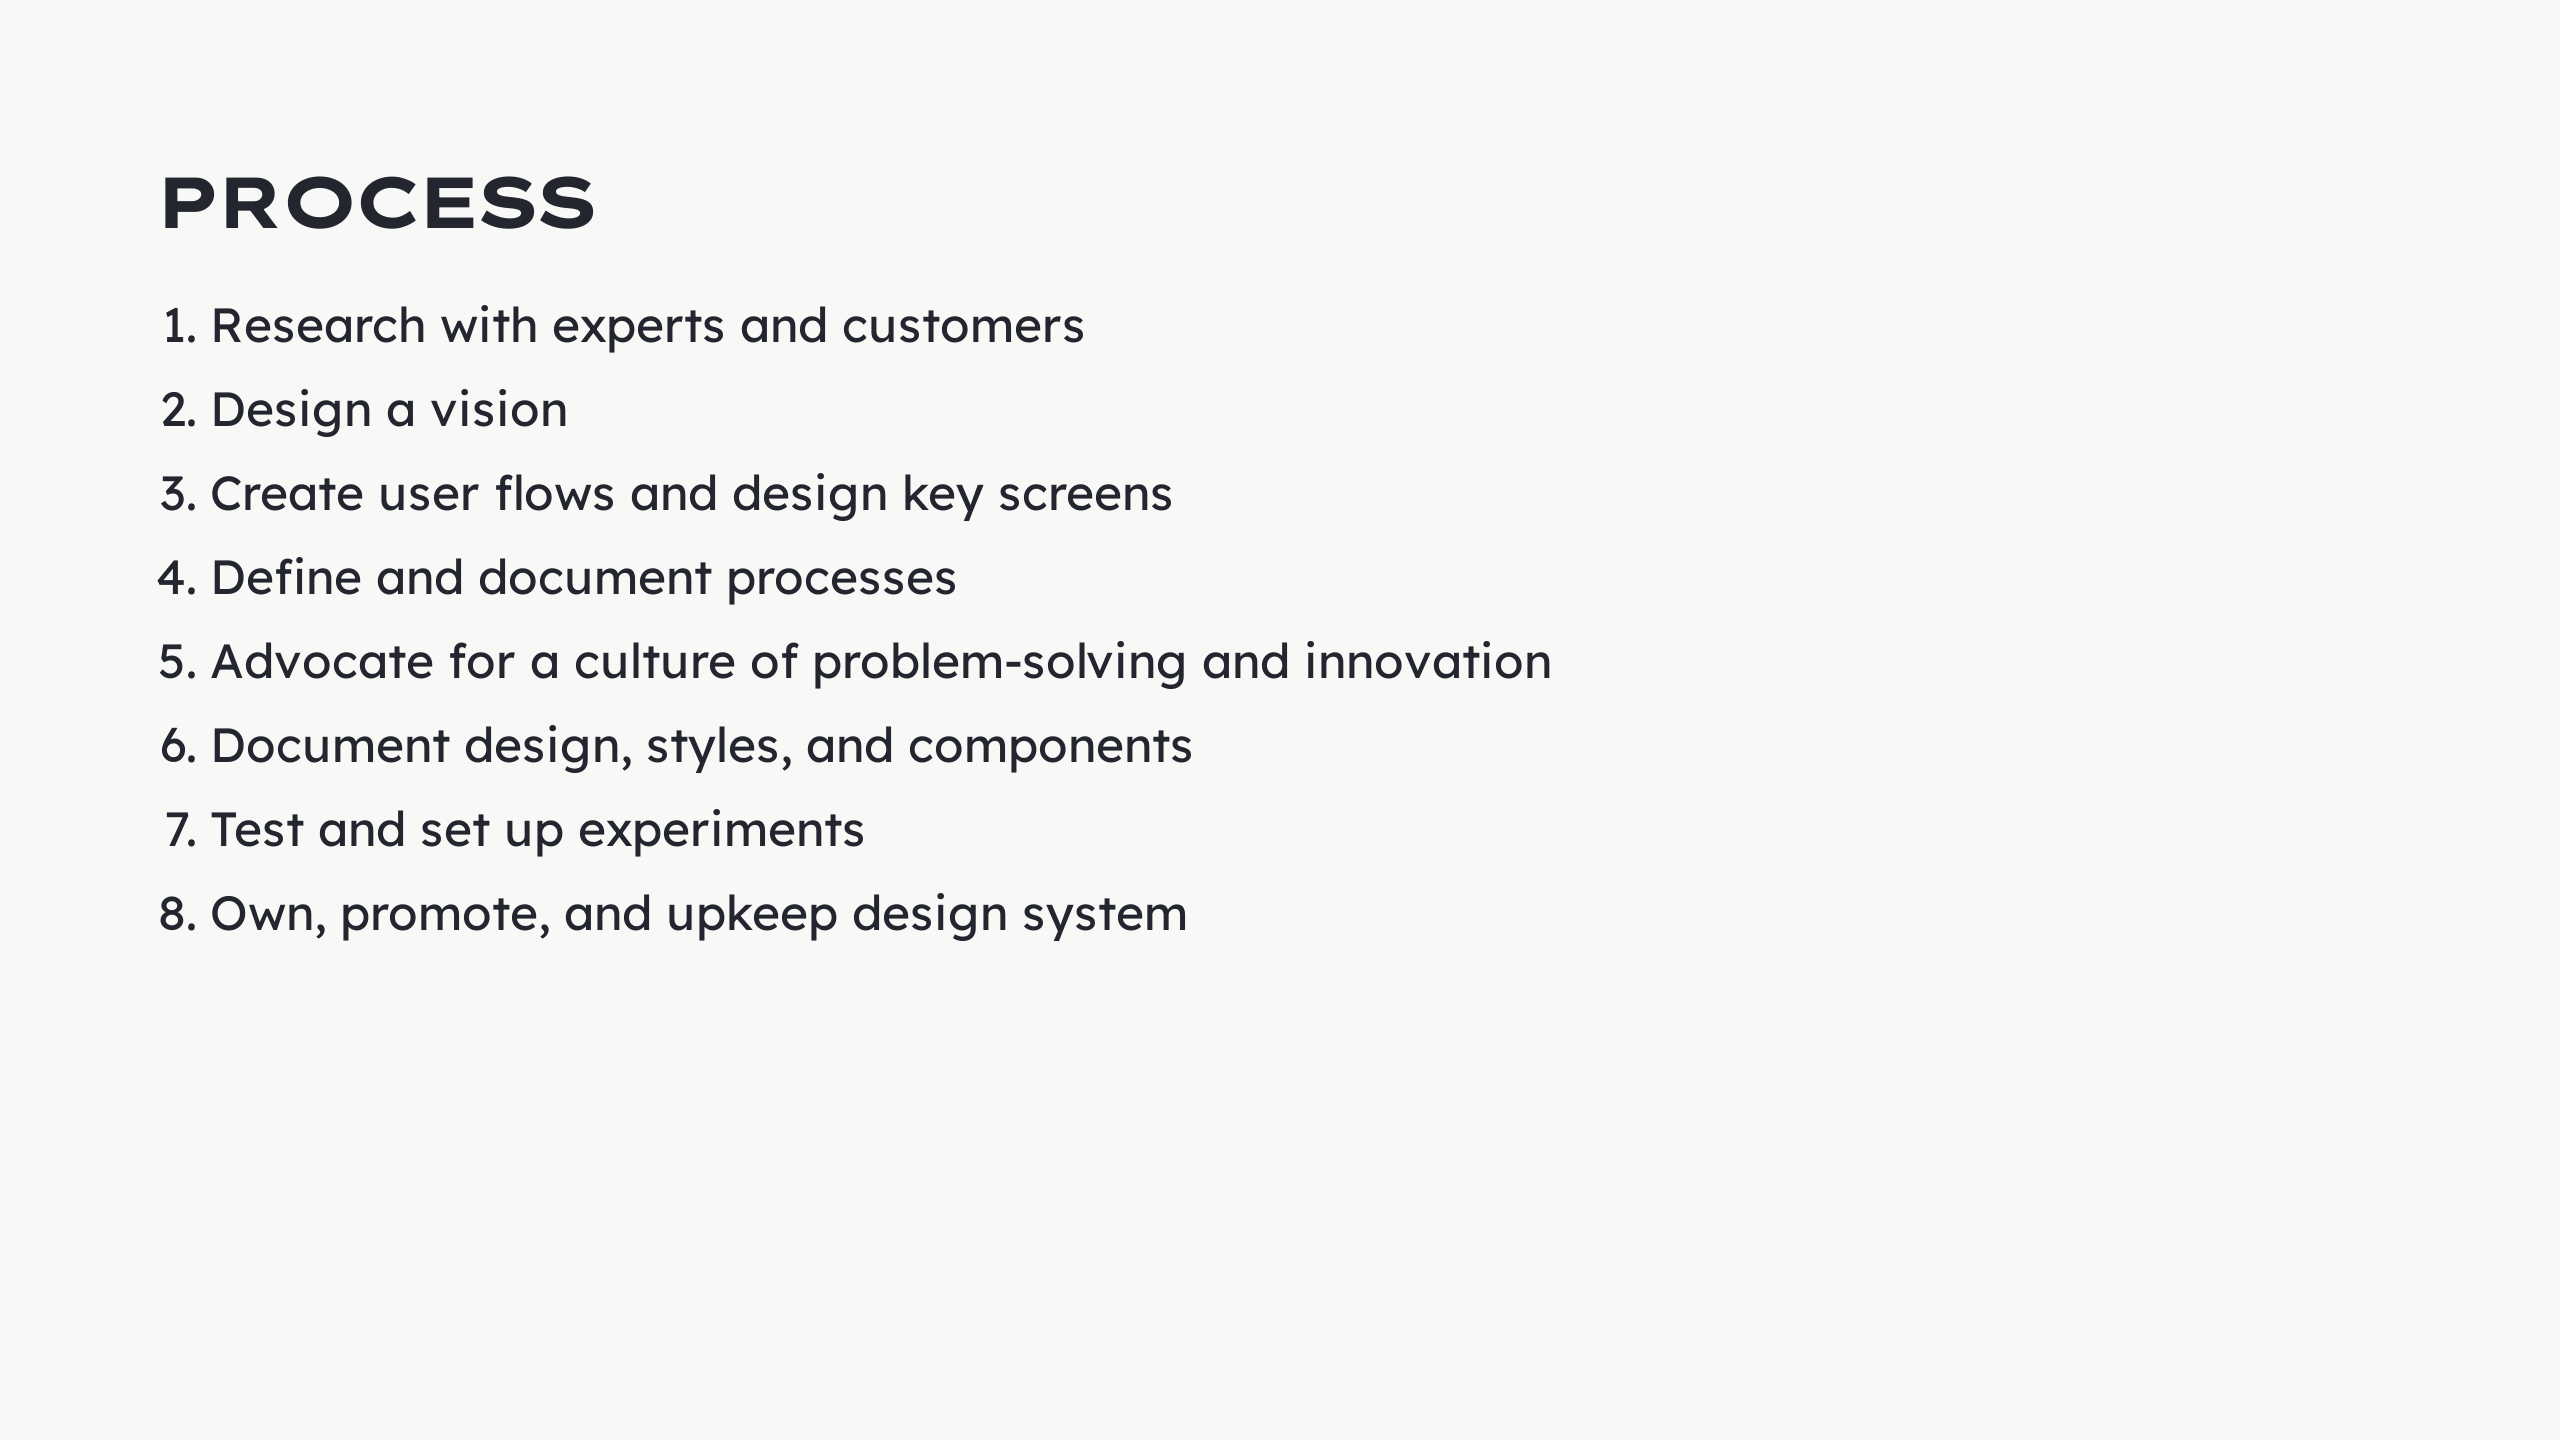 PROCESS
1. Research with experts and customers
2. Design a vision
3. Create user flows and design key screens
4. Define and document processes
5. Advocate for a culture of problem-solving and innovation
6. Document design, styles, and components
7. Test and set up experiments
8. Own, promote, and upkeep design system